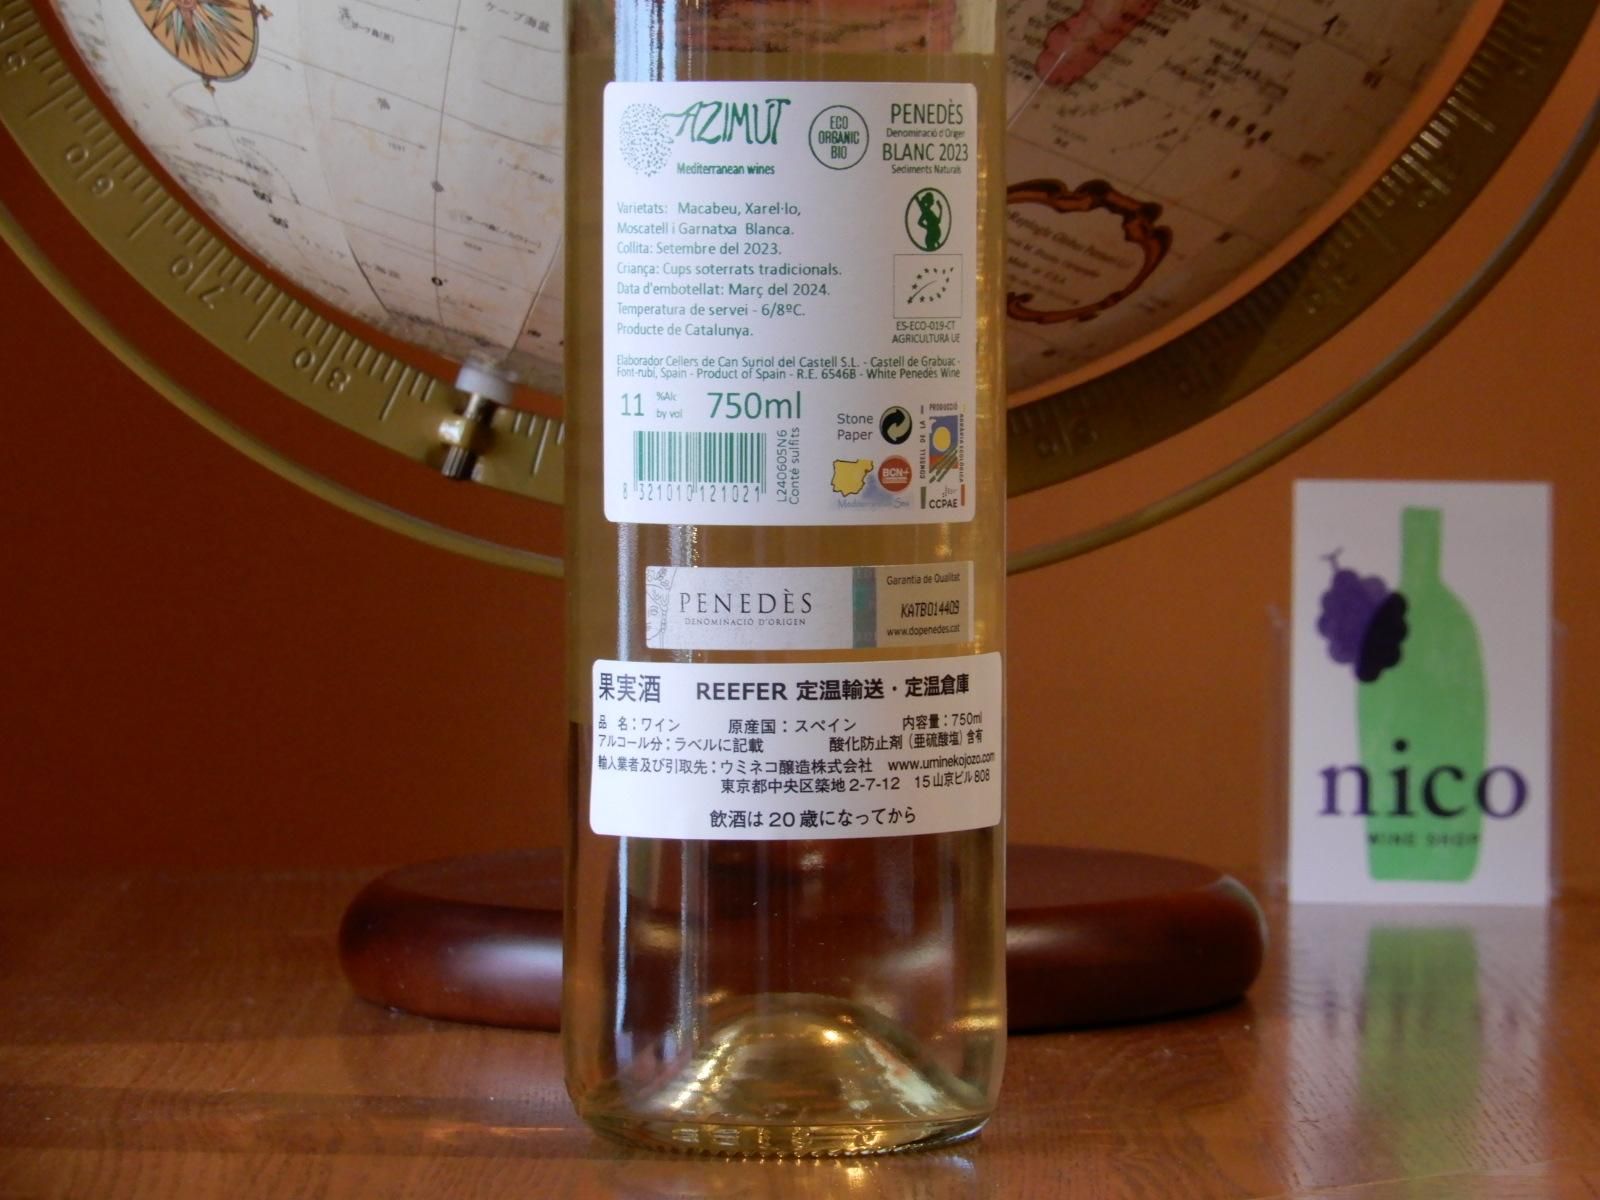 AZIMUT
Mediterranean wines
ECO
ORGANIC
BIO
PENEDÈS
Denominació d'Origen
BLANC 2023
Sediments Naturals
Varietats: Macabeu, Xarel·lo,
Moscatell i Garnatxa Blanca.
Collita: Setembre del 2023.
Criança: Cups soterrats tradicionals.
Data d'embotellat: Març del 2024.
Temperatura de servei - 6/8ºC.
Producte de Catalunya.
ES-ECO-019-CT
AGRICULTURA UE
Elaborador Cellers de Can Suriol del Castell S.L. - Castell de Grabuac -
Font-rubí, Spain - Product of Spain - R.E. 6546B - White Penedès Wine
11 %Alc
by vol
750ml
Stone
Paper
8 321010 121021
L240605N6
Conté sulfits
BCN+
CONSELL DE LA
PRODUCCIÓ
AGRÀRIA ECOLÒGICA
CCPAE
PENEDÈS
DENOMINACIÓ D'ORIGEN
Garantia de Qualitat
KATB014409
www.dopenedes.cat
果実酒 REEFER 定温輸送・定温倉庫
品 名：ワイン 原産国：スペイン 内容量：750ml
アルコール分：ラベルに記載 酸化防止剤（亜硫酸塩）含有
輸入業者及び引取先：ウミネコ醸造株式会社 www.uminekojozo.com
東京都中央区築地 2-7-12 15山京ビル 808
飲酒は 20 歳になってから
nico
WINE SHOP